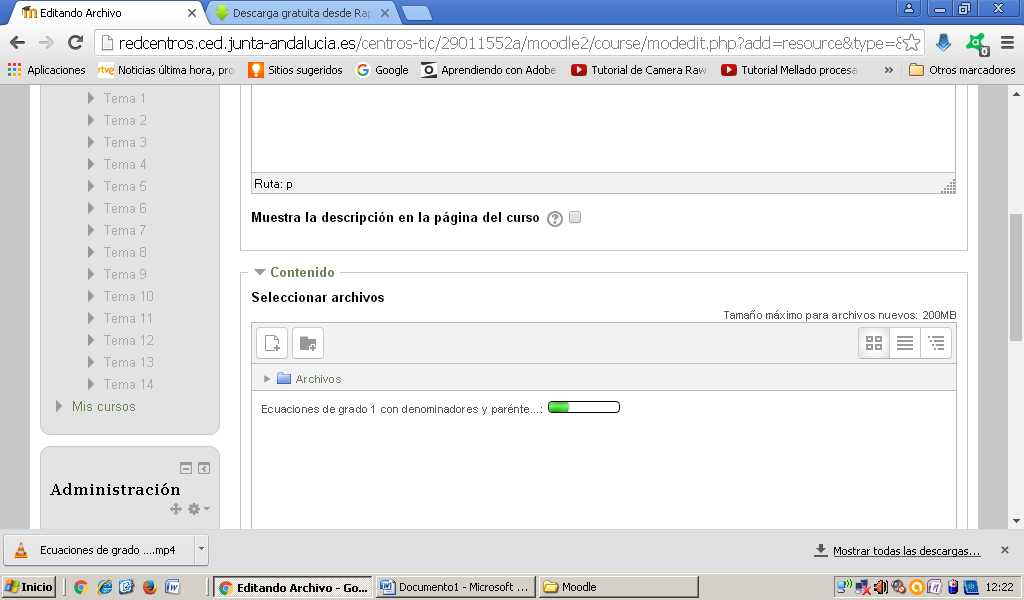 Editando Archivo
Descarga gratuita desde Rap
redcentros.ced.junta-andalucia.es/centros-tic/29011552a/moodle2/course/modedit.php?add=resource&type=&
0
Aplicaciones
rtve Noticias última hora, pro
Sitios sugeridos
Google
Aprendiendo con Adobe
Tutorial de Camera Raw
Tutorial Mellado procesa
»
Otros marcadores
Tema 1
Tema 2
Tema 3
Tema 4
Tema 5
Tema 6
Tema 7
Tema 8
Tema 9
Tema 10
Tema 11
Tema 12
Tema 13
Tema 14
Mis cursos
Administración
Ruta: p
Muestra la descripción en la página del curso
Contenido
Seleccionar archivos
Tamaño máximo para archivos nuevos: 200MB
Archivos
Ecuaciones de grado 1 con denominadores y parénte...:
Ecuaciones de grado ....mp4
Mostrar todas las descargas...
Inicio
Editando Archivo - Go...
Documento1 - Microsoft ...
Moodle
12:22